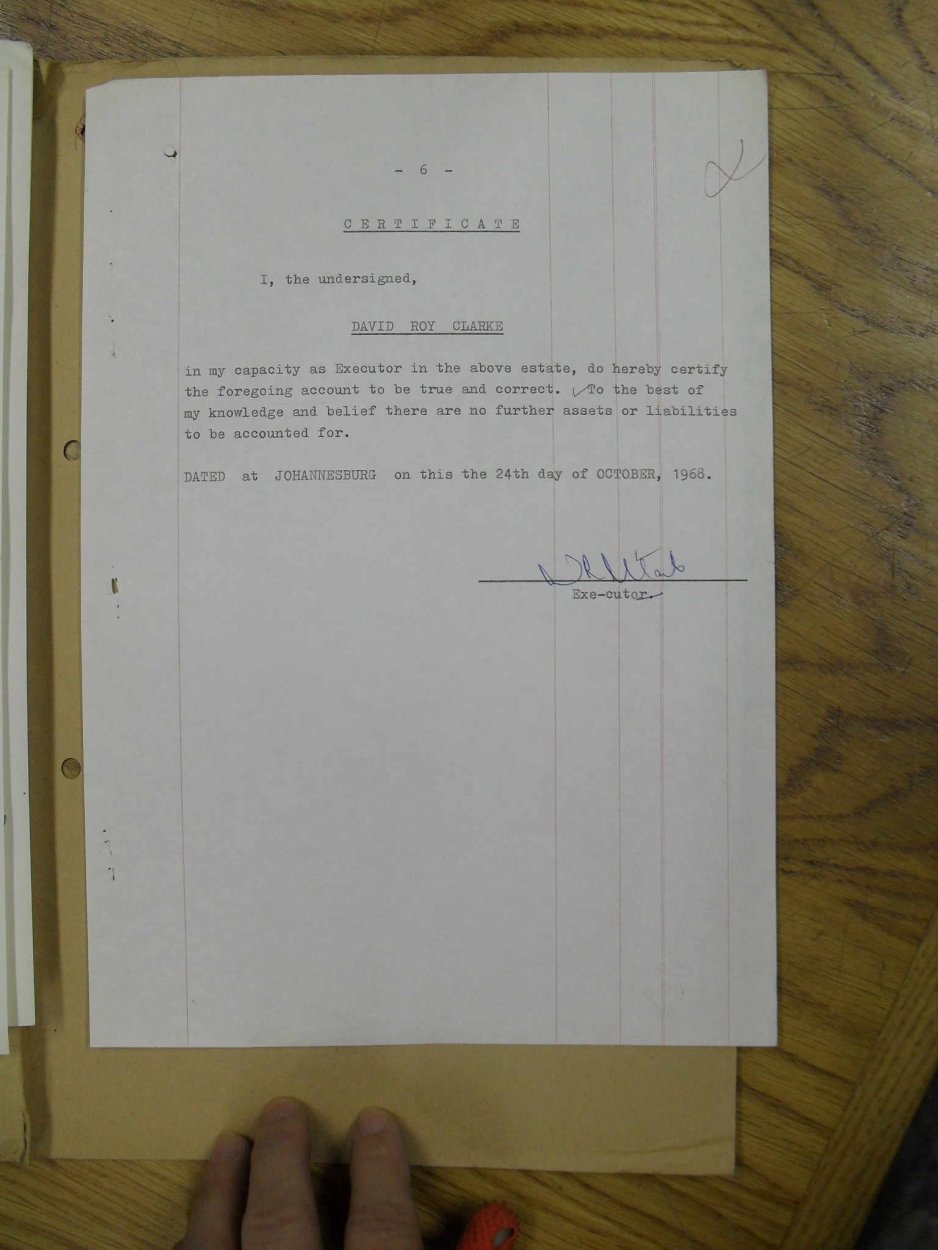 - 6 -
C E R T I F I C A T E
I, the undersigned,
DAVID ROY CLARKE
in my capacity as Executor in the above estate, do hereby certify
the foregoing account to be true and correct. To the best of
my knowledge and belief there are no further assets or liabilities
to be accounted for.
DATED at JOHANNESBURG on this the 24th day of OCTOBER, 1968.
Exe-cutor.